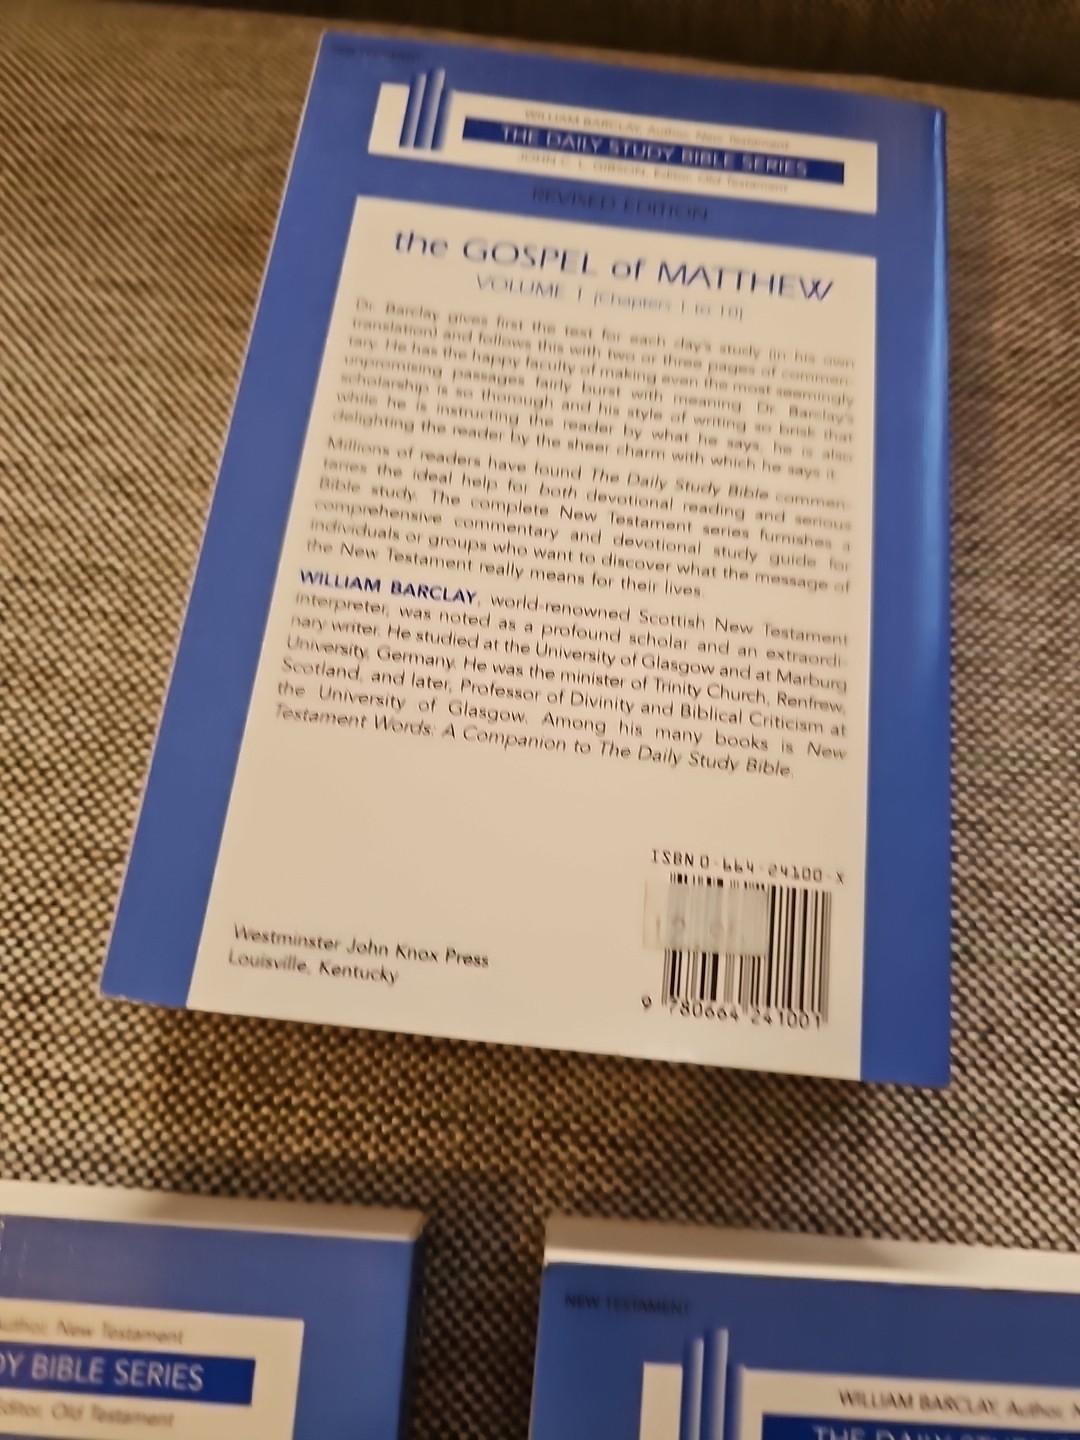 NEW TESTAMENT
WILLIAM BARCLAY, Author, New Testament
THE DAILY STUDY BIBLE SERIES
JOHN C. L. GIBSON, Editor, Old Testament
REVISED EDITION
the GOSPEL of MATTHEW
VOLUME 1 (Chapters 1 to 10)
Dr. Barclay gives first the text for each day's study (in his own
translation) and follows this with two or three pages of commen-
tary. He has the happy faculty of making even the most seemingly
unpromising passages fairly burst with meaning. Dr. Barclay's
scholarship is so thorough and his style of writing so brisk that
while he is instructing the reader by what he says, he is also
delighting the reader by the sheer charm with which he says it.
Millions of readers have found The Daily Study Bible commen-
taries the ideal help for both devotional reading and serious
Bible study. The complete New Testament series furnishes a
comprehensive commentary and devotional study guide for
individuals or groups who want to discover what the message of
the New Testament really means for their lives.
WILLIAM BARCLAY, world-renowned Scottish New Testament
interpreter, was noted as a profound scholar and an extraordi-
nary writer. He studied at the University of Glasgow and at Marburg
University, Germany. He was the minister of Trinity Church, Renfrew,
Scotland, and later, Professor of Divinity and Biblical Criticism at
the University of Glasgow. Among his many books is New
Testament Words: A Companion to The Daily Study Bible.
ISBN 0-664-24100-X
Westminster John Knox Press
Louisville, Kentucky
9 780664 241001
Author, New Testament
DY BIBLE SERIES
Editor, Old Testament
NEW TESTAMENT
WILLIAM BARCLAY, Author, N
THE DAILY STUDY